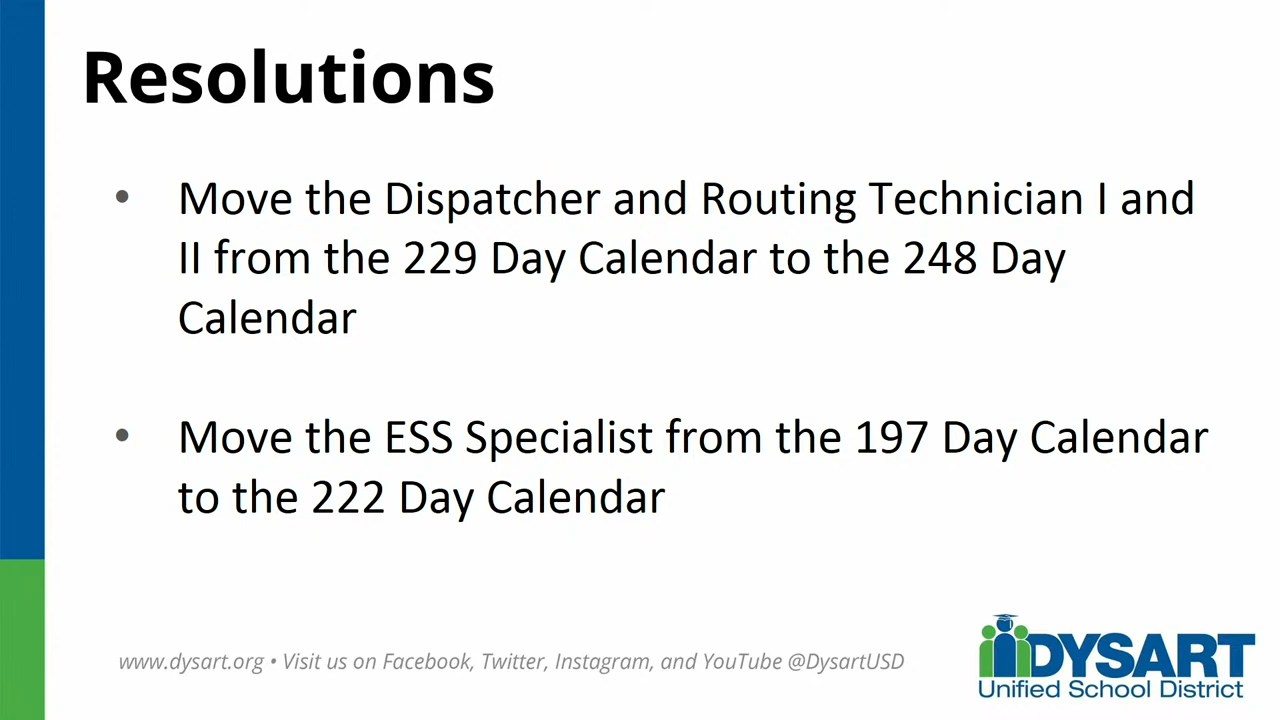 Resolutions
• Move the Dispatcher and Routing Technician I and
II from the 229 Day Calendar to the 248 Day
Calendar
• Move the ESS Specialist from the 197 Day Calendar
to the 222 Day Calendar
www.dysart.org • Visit us on Facebook, Twitter, Instagram, and YouTube @DysartUSD
DYSART
Unified School District